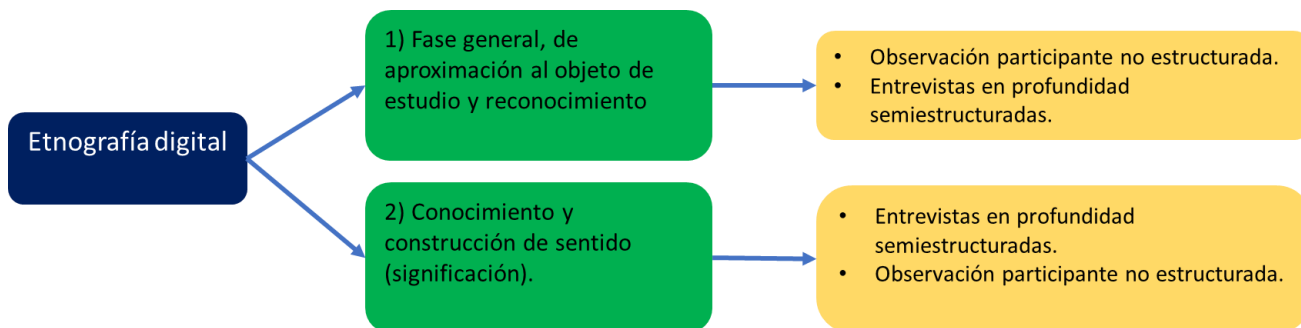 Etnografía digital
1) Fase general, de
aproximación al objeto de
estudio y reconocimiento
• Observación participante no estructurada.
• Entrevistas en profundidad
semiestructuradas.
2) Conocimiento y
construcción de sentido
(significación).
• Entrevistas en profundidad
semiestructuradas.
• Observación participante no estructurada.